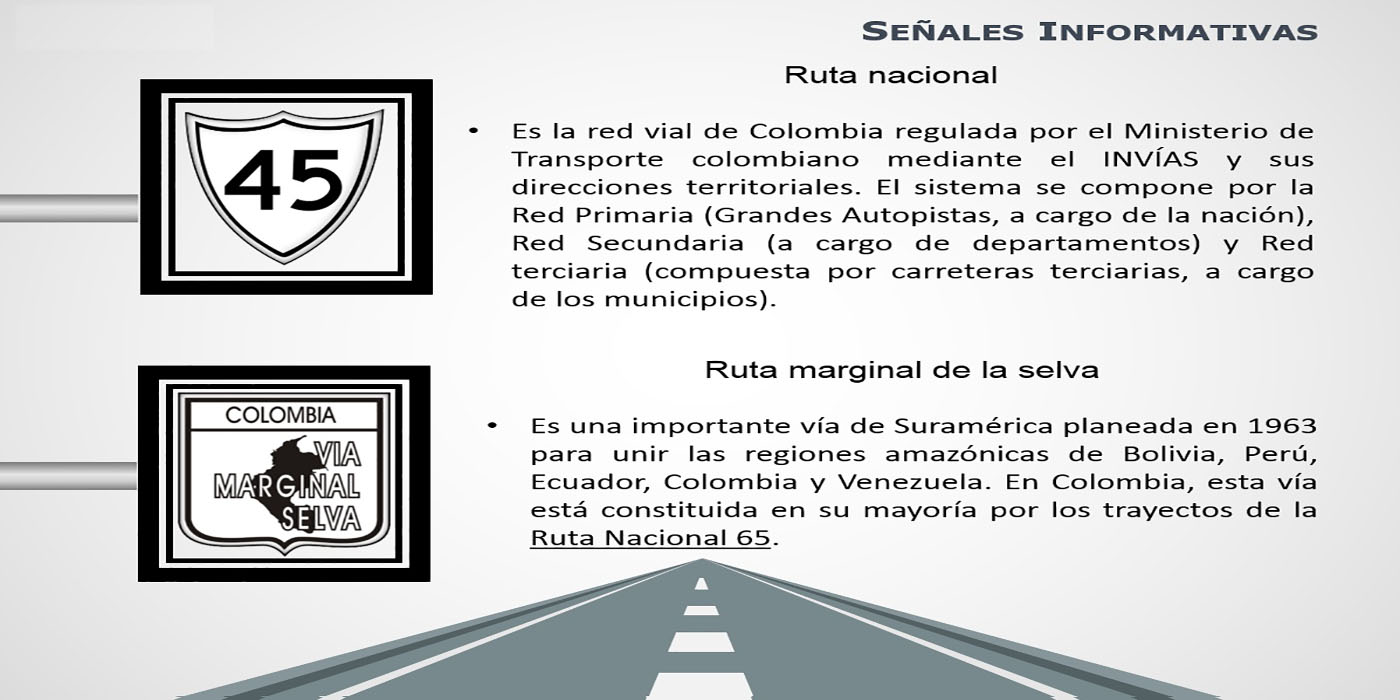 SEÑALES INFORMATIVAS
Ruta nacional
45
• Es la red vial de Colombia regulada por el Ministerio de
Transporte colombiano mediante el INVÍAS y sus
direcciones territoriales. El sistema se compone por la
Red Primaria (Grandes Autopistas, a cargo de la nación),
Red Secundaria (a cargo de departamentos) y Red
terciaria (compuesta por carreteras terciarias, a cargo
de los municipios).
Ruta marginal de la selva
COLOMBIA
VIA
MARGINAL
SELVA
• Es una importante vía de Suramérica planeada en 1963
para unir las regiones amazónicas de Bolivia, Perú,
Ecuador, Colombia y Venezuela. En Colombia, esta vía
está constituida en su mayoría por los trayectos de la
Ruta Nacional 65.